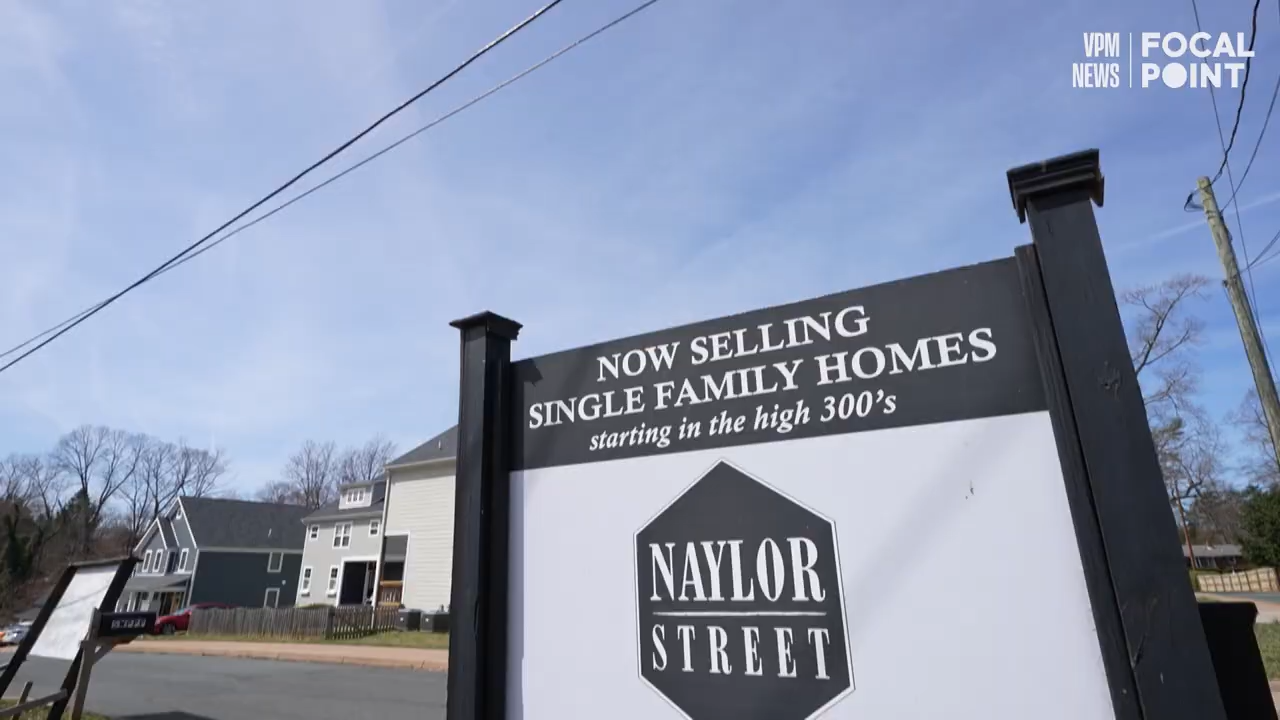 VPM NEWS
FOCAL POINT
NOW SELLING
SINGLE FAMILY HOMES
starting in the high 300's
NAYLOR
STREET